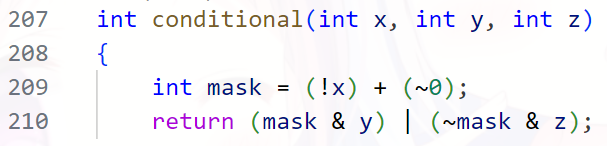 207 int conditional(int x, int y, int z)
208 {
209 int mask = (!x) + (~0);
210 return (mask & y) | (~mask & z);